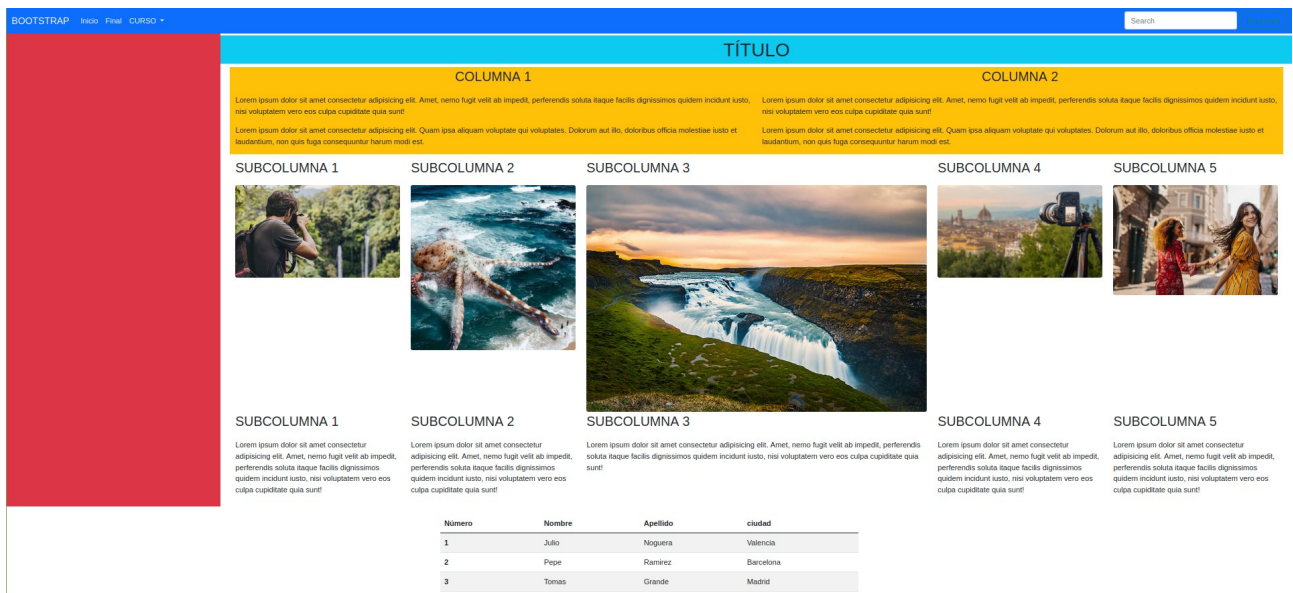 BOOTSTRAP Inicio Final CURSO Search
TÍTULO
COLUMNA 1
Lorem ipsum dolor sit amet consectetur adipisicing elit. Amet, nemo fugit velit ab impedit, perferendis soluta itaque facilis dignissimos quidem incidunt iusto,
nisi voluptatem vero eos culpa cupiditate quia sunt!
Lorem ipsum dolor sit amet consectetur adipisicing elit. Quam ipsa aliquam voluptate qui voluptates. Dolorum aut illo, doloribus officia molestiae iusto et
laudantium, non quis fuga consequuntur harum modi est.
COLUMNA 2
Lorem ipsum dolor sit amet consectetur adipisicing elit. Amet, nemo fugit velit ab impedit, perferendis soluta itaque facilis dignissimos quidem incidunt iusto,
nisi voluptatem vero eos culpa cupiditate quia sunt!
Lorem ipsum dolor sit amet consectetur adipisicing elit. Quam ipsa aliquam voluptate qui voluptates. Dolorum aut illo, doloribus officia molestiae iusto et
laudantium, non quis fuga consequuntur harum modi est.
SUBCOLUMNA 1
SUBCOLUMNA 2
SUBCOLUMNA 3
SUBCOLUMNA 4
SUBCOLUMNA 5
SUBCOLUMNA 1
Lorem ipsum dolor sit amet consectetur
adipisicing elit. Amet, nemo fugit velit ab impedit,
perferendis soluta itaque facilis dignissimos
quidem incidunt iusto, nisi voluptatem vero eos
culpa cupiditate quia sunt!
SUBCOLUMNA 2
Lorem ipsum dolor sit amet consectetur
adipisicing elit. Amet, nemo fugit velit ab impedit,
perferendis soluta itaque facilis dignissimos
quidem incidunt iusto, nisi voluptatem vero eos
culpa cupiditate quia sunt!
SUBCOLUMNA 3
Lorem ipsum dolor sit amet consectetur adipisicing elit. Amet, nemo fugit velit ab impedit, perferendis
soluta itaque facilis dignissimos quidem incidunt iusto, nisi voluptatem vero eos culpa cupiditate quia
sunt!
SUBCOLUMNA 4
Lorem ipsum dolor sit amet consectetur
adipisicing elit. Amet, nemo fugit velit ab impedit,
perferendis soluta itaque facilis dignissimos
quidem incidunt iusto, nisi voluptatem vero eos
culpa cupiditate quia sunt!
SUBCOLUMNA 5
Lorem ipsum dolor sit amet consectetur
adipisicing elit. Amet, nemo fugit velit ab impedit,
perferendis soluta itaque facilis dignissimos
quidem incidunt iusto, nisi voluptatem vero eos
culpa cupiditate quia sunt!
Número Nombre Apellido ciudad
1 Julio Noguera Valencia
2 Pepe Ramirez Barcelona
3 Tomas Grande Madrid